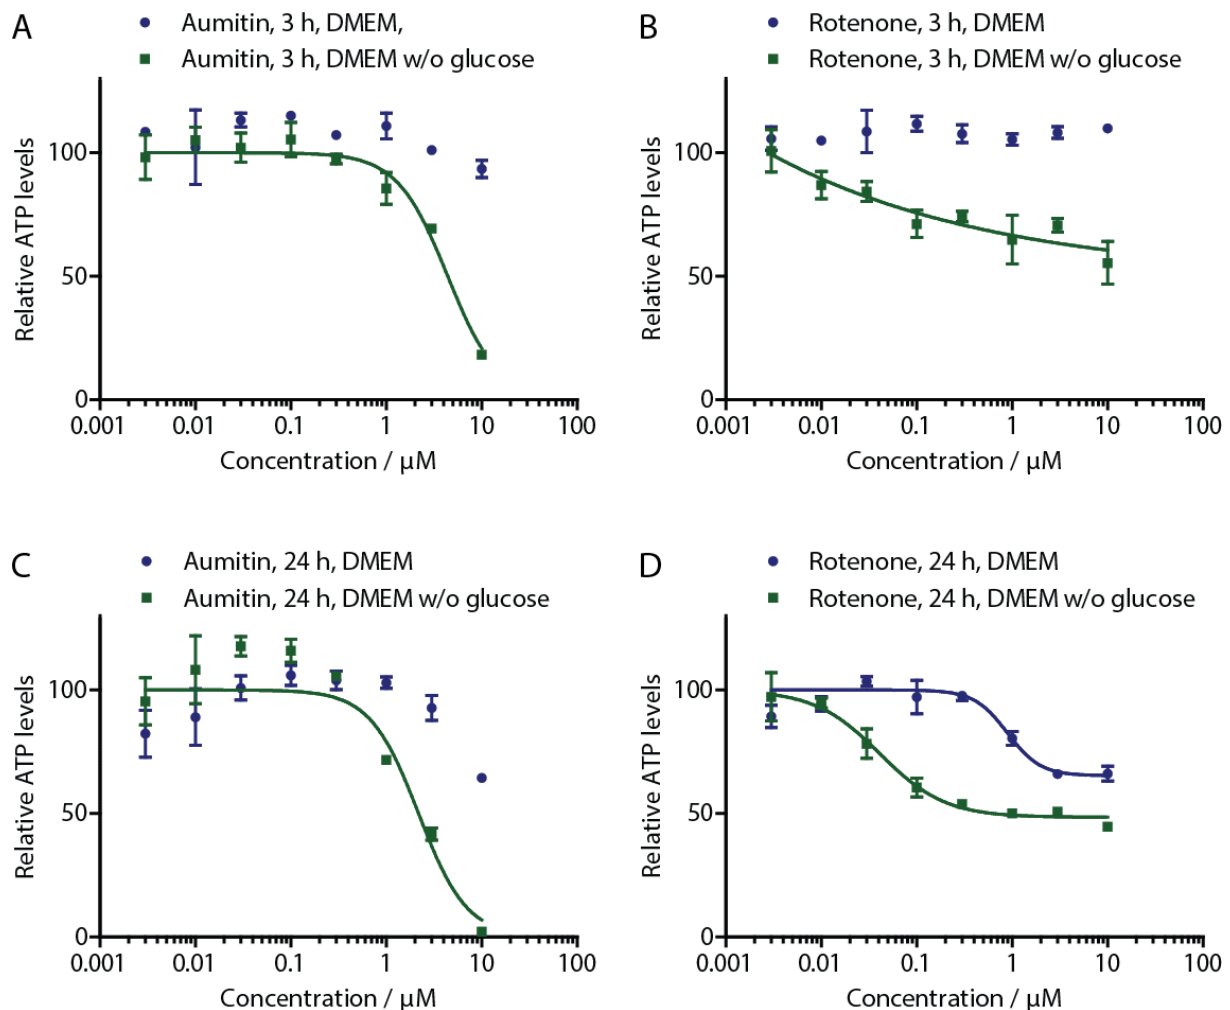 A
Aumitin, 3 h, DMEM,
Aumitin, 3 h, DMEM w/o glucose
Relative ATP levels
100
50
0
0.001 0.01 0.1 1 10 100
Concentration / μM
B
Rotenone, 3 h, DMEM
Rotenone, 3 h, DMEM w/o glucose
Relative ATP levels
100
50
0
0.001 0.01 0.1 1 10 100
Concentration / μM
C
Aumitin, 24 h, DMEM
Aumitin, 24 h, DMEM w/o glucose
Relative ATP levels
100
50
0
0.001 0.01 0.1 1 10 100
Concentration / μM
D
Rotenone, 24 h, DMEM
Rotenone, 24 h, DMEM w/o glucose
Relative ATP levels
100
50
0
0.001 0.01 0.1 1 10 100
Concentration / μM